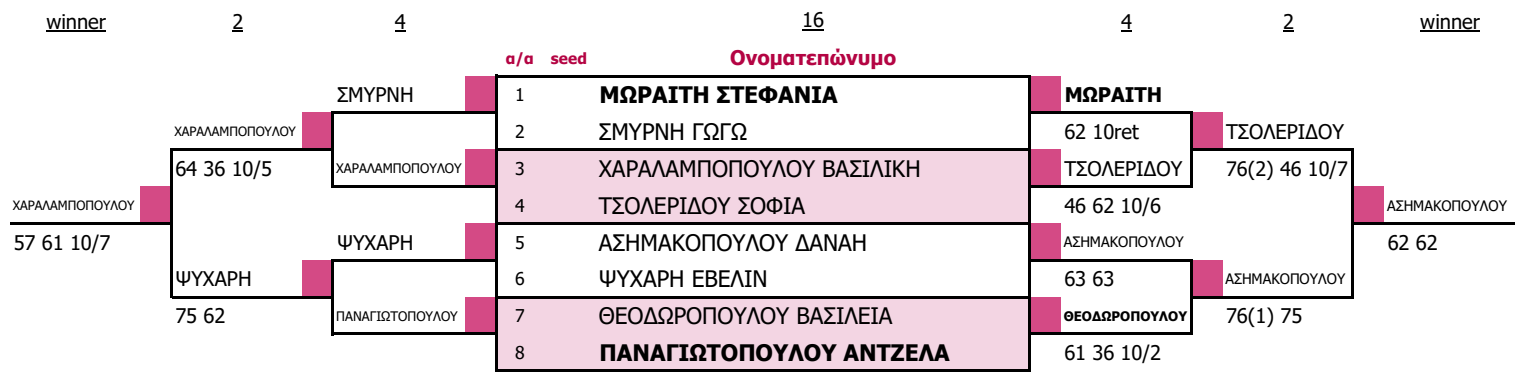 winner 2 4 16 4 2 winner
α/α seed Ονοματεπώνυμο
ΣΜΥΡΝΗ 1 ΜΩΡΑΙΤΗ ΣΤΕΦΑΝΙΑ ΜΩΡΑΙΤΗ
ΧΑΡΑΛΑΜΠΟΠΟΥΛΟΥ 2 ΣΜΥΡΝΗ ΓΩΓΩ 62 10ret ΤΣΟΛΕΡΙΔΟΥ
64 36 10/5 ΧΑΡΑΛΑΜΠΟΠΟΥΛΟΥ 3 ΧΑΡΑΛΑΜΠΟΠΟΥΛΟΥ ΒΑΣΙΛΙΚΗ ΤΣΟΛΕΡΙΔΟΥ 76(2) 46 10/7
ΧΑΡΑΛΑΜΠΟΠΟΥΛΟΥ 4 ΤΣΟΛΕΡΙΔΟΥ ΣΟΦΙΑ 46 62 10/6 ΑΣΗΜΑΚΟΠΟΥΛΟΥ
57 61 10/7 ΨΥΧΑΡΗ 5 ΑΣΗΜΑΚΟΠΟΥΛΟΥ ΔΑΝΑΗ ΑΣΗΜΑΚΟΠΟΥΛΟΥ 62 62
ΨΥΧΑΡΗ 6 ΨΥΧΑΡΗ ΕΒΕΛΙΝ 63 63 ΑΣΗΜΑΚΟΠΟΥΛΟΥ
75 62 ΠΑΝΑΓΙΩΤΟΠΟΥΛΟΥ 7 ΘΕΟΔΩΡΟΠΟΥΛΟΥ ΒΑΣΙΛΕΙΑ ΘΕΟΔΩΡΟΠΟΥΛΟΥ 76(1) 75
8 ΠΑΝΑΓΙΩΤΟΠΟΥΛΟΥ ΑΝΤΖΕΛΑ 61 36 10/2